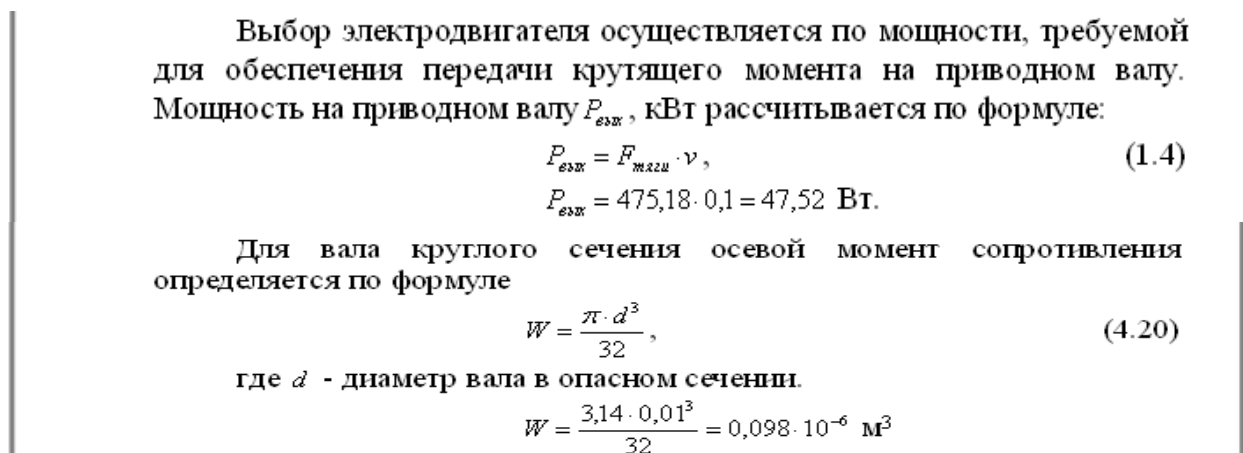 Выбор электродвигателя осуществляется по мощности, требуемой
для обеспечения передачи крутящего момента на приводном валу.
Мощность на приводном валу P_вых, кВт рассчитывается по формуле:
P_вых = F_тяги · v, (1.4)
P_вых = 475,18 · 0,1 = 47,52 Вт.
Для вала круглого сечения осевой момент сопротивления
определяется по формуле
W = π · d³ / 32, (4.20)
где d - диаметр вала в опасном сечении.
W = 3,14 · 0,01³ / 32 = 0,098 · 10⁻⁶ м³